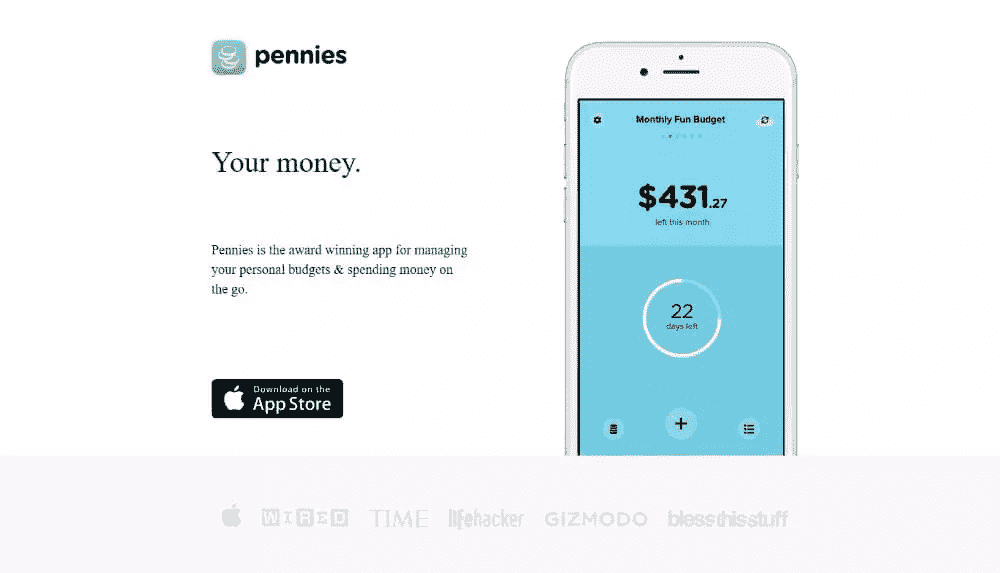 pennies
Your money.
Pennies is the award winning app for managing
your personal budgets & spending money on
the go.
Download on the
App Store
Monthly Fun Budget
$431.27
left this month
22
days left
WIRED
TIME
lifehacker
GIZMODO
blessthisstuff